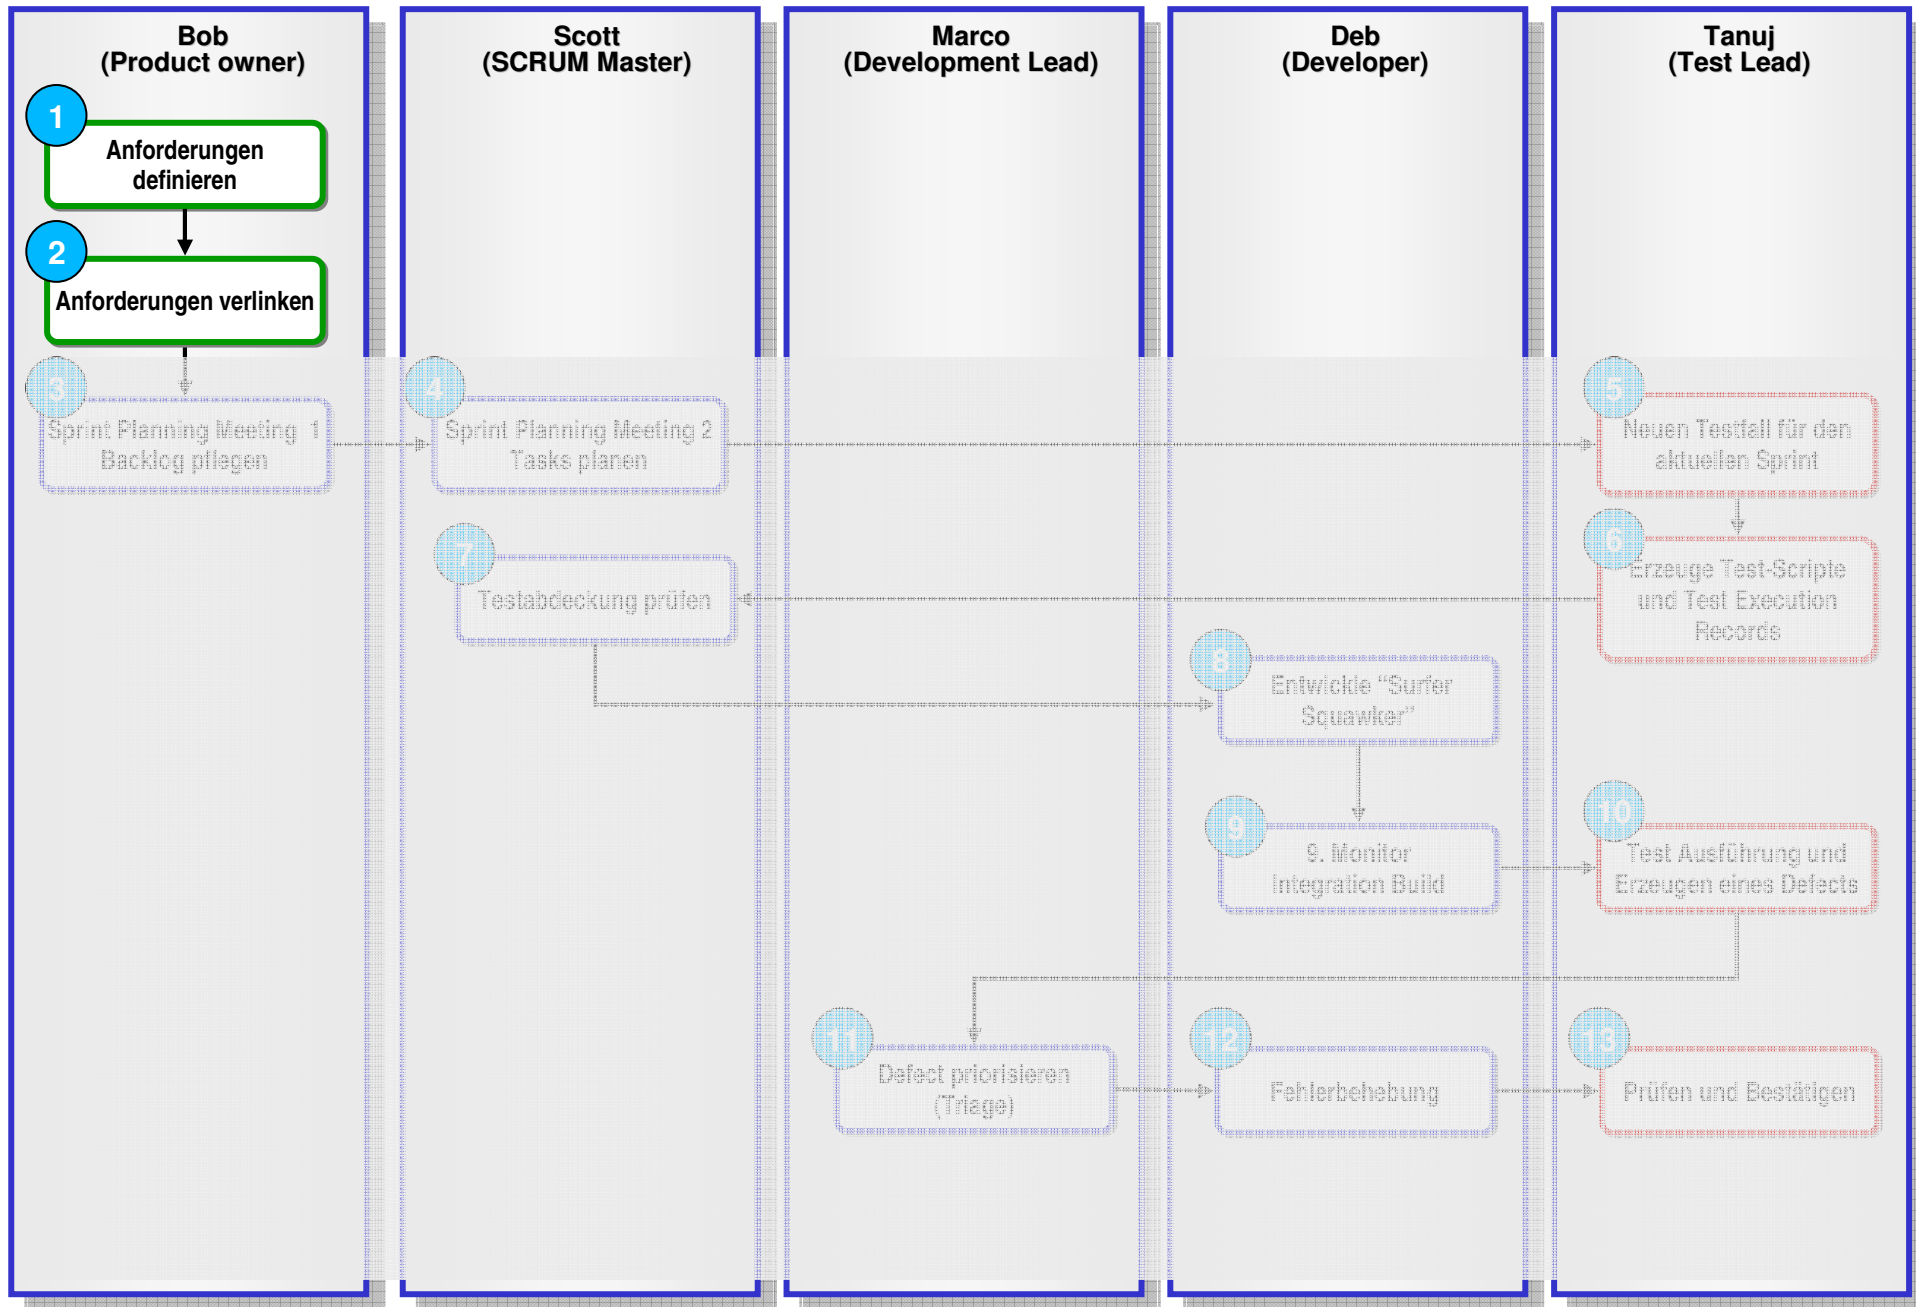 Bob
(Product owner)
Scott
(SCRUM Master)
Marco
(Development Lead)
Deb
(Developer)
Tanuj
(Test Lead)
1
Anforderungen
definieren
2
Anforderungen verlinken
3
Sprint Planning Meeting 1
Backlog pflegen
4
Sprint Planning Meeting 2
Tasks planen
5
Neuen Testfall für den
aktuellen Sprint
6
Erzeuge Test-Scripte
und Test Execution
Records
7
Testabdeckung prüfen
8
Entwickle "Surfer
Squawker"
9
9. Monitor
Integration Build
10
Test Ausführung und
Erzeugen eines Defects
11
Defect priorisieren
(Triage)
12
Fehlerbehebung
13
Prüfen und Bestätigen